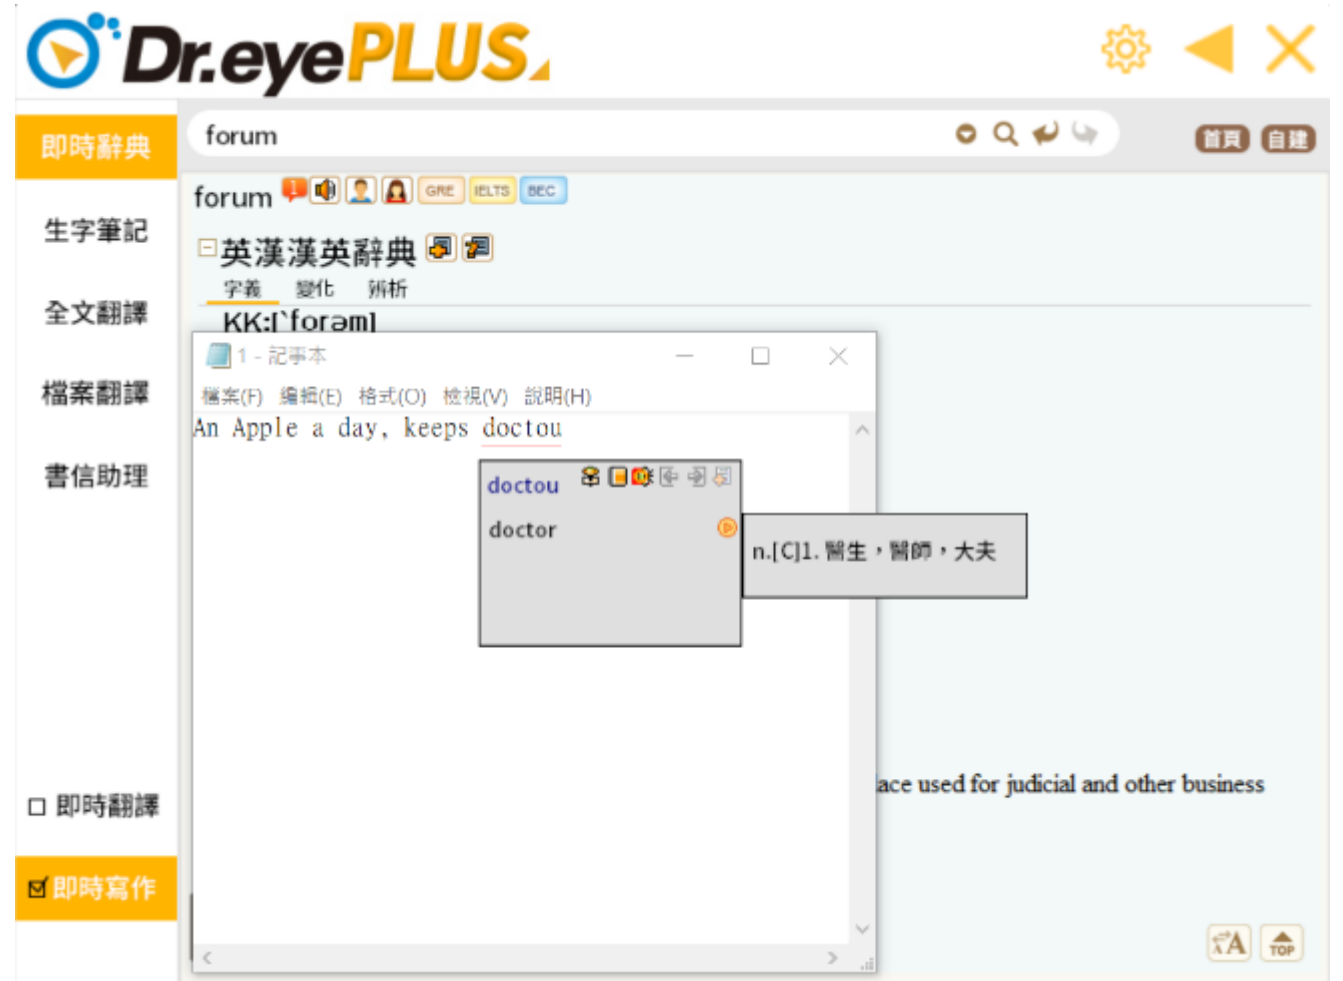 Dr.eye PLUS
即時辭典
forum
首頁 自建
forum GRE IELTS BEC
生字筆記
英漢漢英辭典
字義 變化 辨析
全文翻譯
KK:[`forəm]
1 - 記事本
檔案翻譯
檔案(F) 編輯(E) 格式(O) 檢視(V) 說明(H)
An Apple a day, keeps doctou
書信助理
doctou
doctor
n.[C]1. 醫生，醫師，大夫
lace used for judicial and other business
即時翻譯
即時寫作
A A TOP